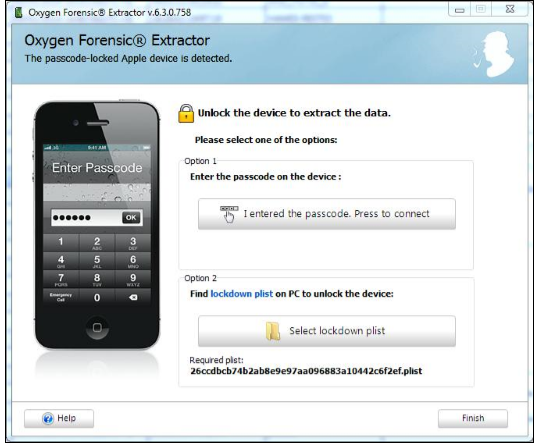 Oxygen Forensic® Extractor v.6.3.0.758
Oxygen Forensic® Extractor
The passcode-locked Apple device is detected.
Unlock the device to extract the data.
Please select one of the options:
Option 1
Enter the passcode on the device :
I entered the passcode. Press to connect
Option 2
Find lockdown plist on PC to unlock the device:
Select lockdown plist
Required plist:
26ccdbcb74b2ab8e9e97aa096883a10442c6f2ef.plist
9:41 AM
Enter Passcode
OK
1 2 3
ABC DEF
4 5 6
GHI JKL MNO
7 8 9
PQRS TUV WXYZ
Emergency Call 0
Help
Finish